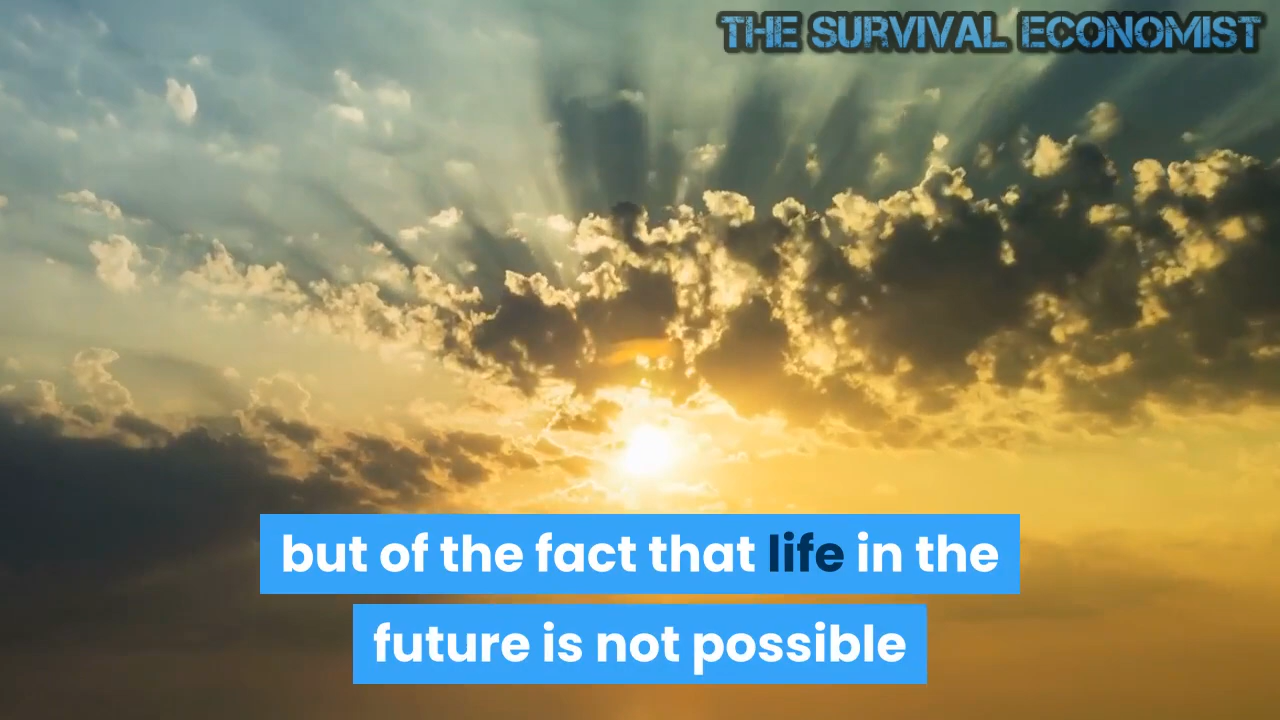 THE SURVIVAL ECONOMIST
but of the fact that life in the
future is not possible